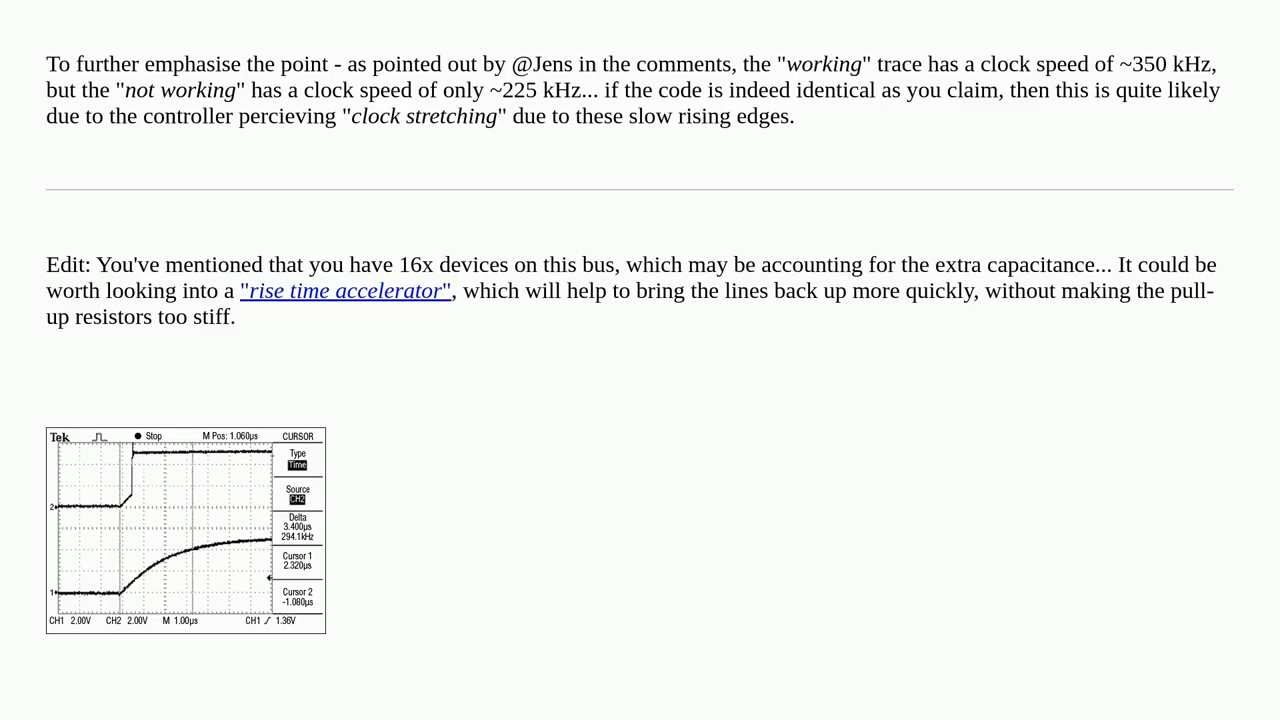 To further emphasise the point - as pointed out by @Jens in the comments, the "working" trace has a clock speed of ~350 kHz,
but the "not working" has a clock speed of only ~225 kHz... if the code is indeed identical as you claim, then this is quite likely
due to the controller percieving "clock stretching" due to these slow rising edges.
Edit: You've mentioned that you have 16x devices on this bus, which may be accounting for the extra capacitance... It could be
worth looking into a "rise time accelerator", which will help to bring the lines back up more quickly, without making the pull-
up resistors too stiff.
Tek Stop M Pos: 1.060µs CURSOR
Type
Time
Source
CH2
2
Delta
3.400µs
294.1kHz
Cursor 1
2.320µs
1
Cursor 2
-1.080µs
CH1 2.00V CH2 2.00V M 1.00µs CH1 1.36V